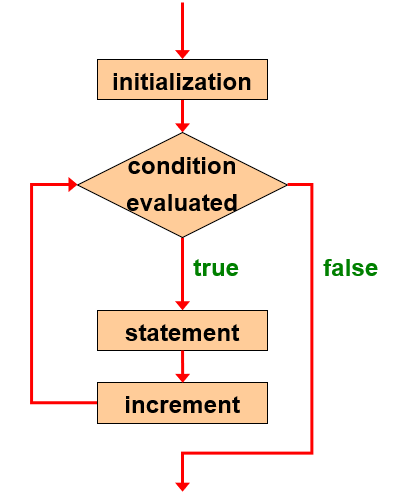 initialization
condition
evaluated
true
false
statement
increment